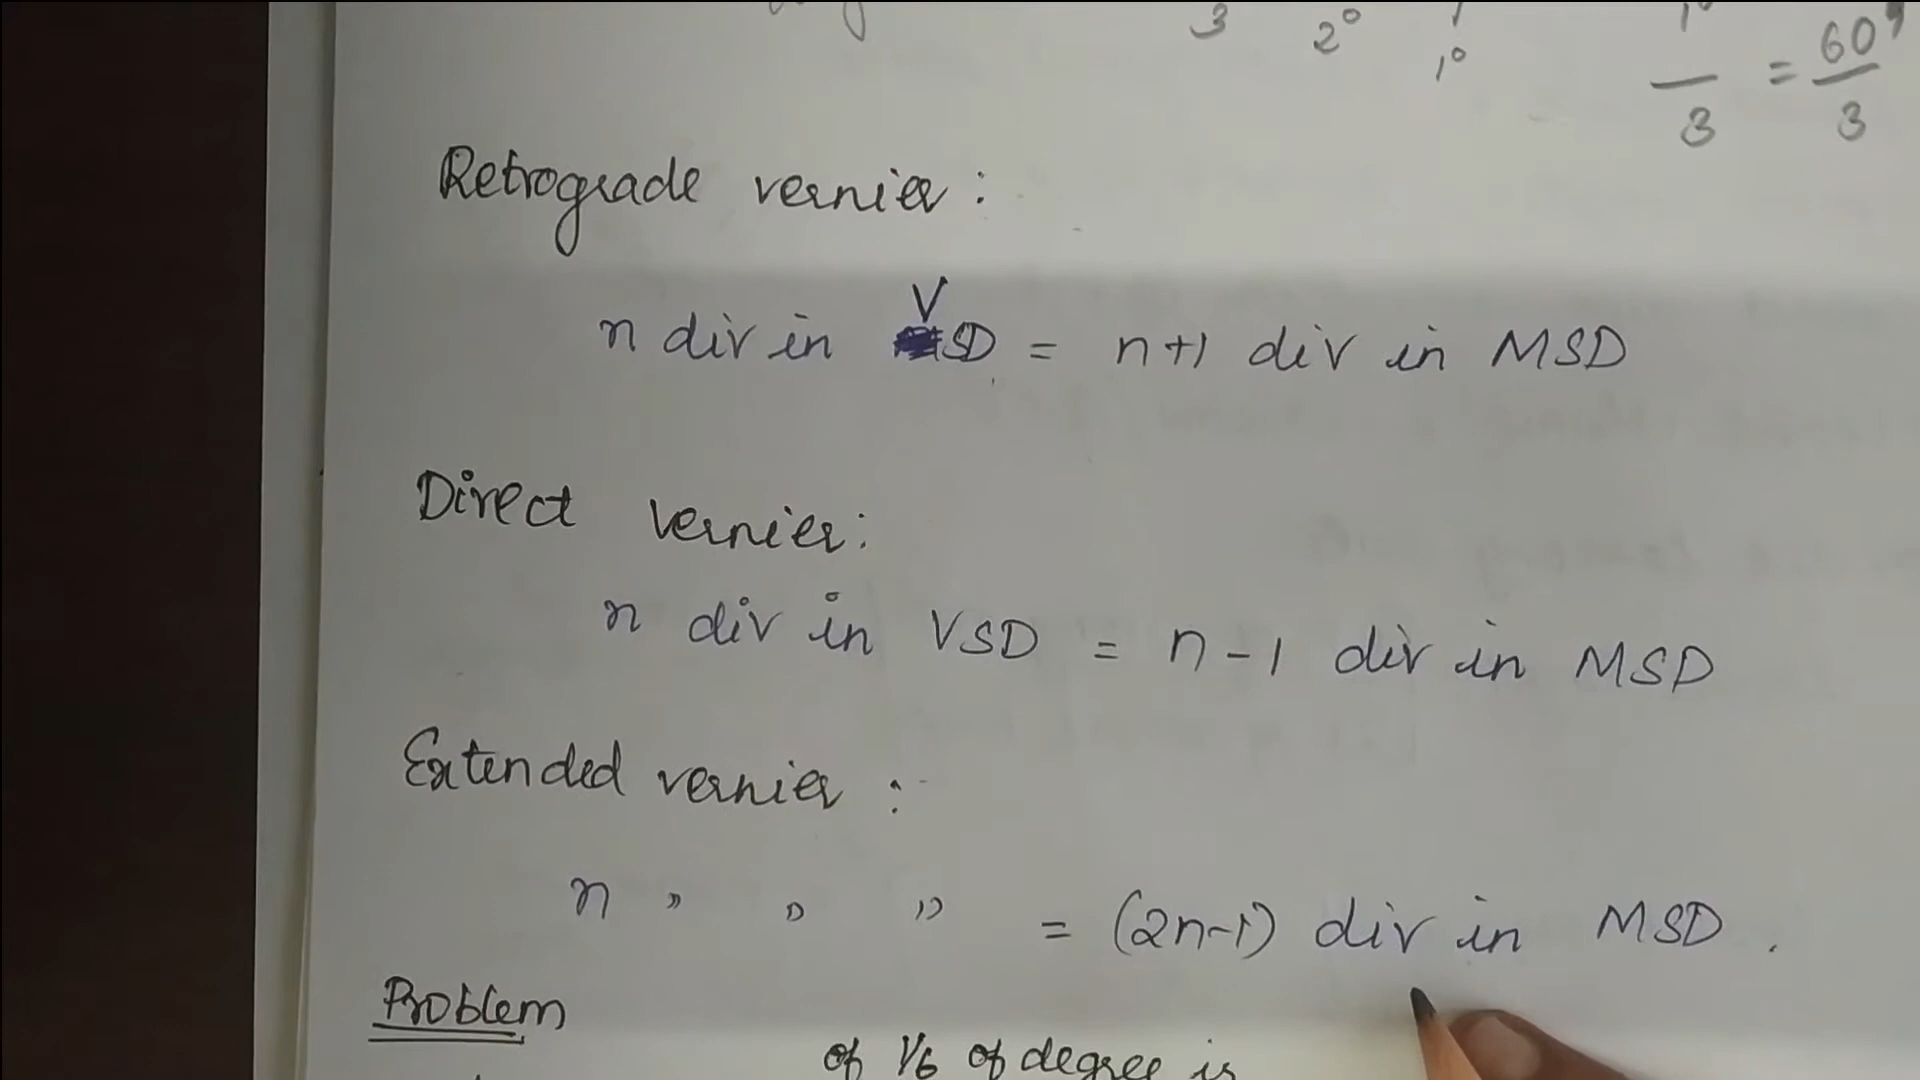 3 2° 1°
1°
— = 60'/3
3
Retrograde vernier :
n div in VSD = n+1 div in MSD
Direct vernier:
n div in VSD = n-1 div in MSD
Extended vernier :
n " " " = (2n-1) div in MSD.
Problem
of 1/6 of degree is